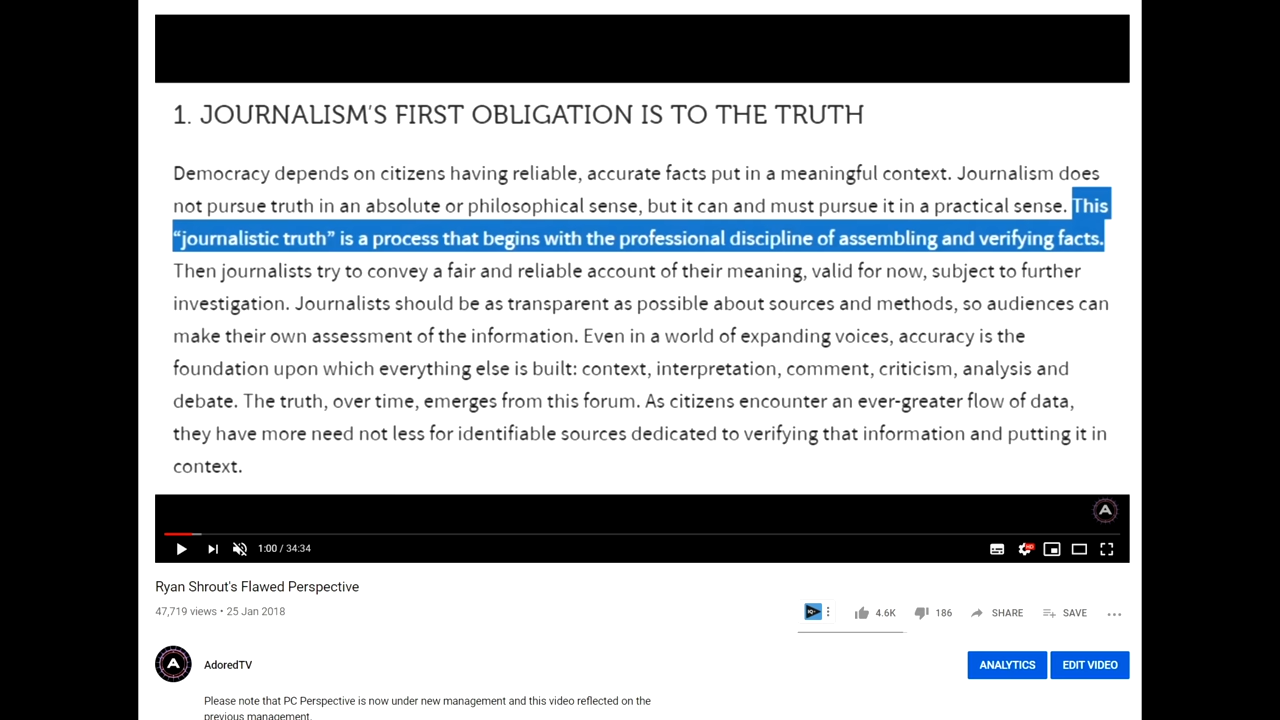 1. JOURNALISM'S FIRST OBLIGATION IS TO THE TRUTH
Democracy depends on citizens having reliable, accurate facts put in a meaningful context. Journalism does
not pursue truth in an absolute or philosophical sense, but it can and must pursue it in a practical sense. This
“journalistic truth” is a process that begins with the professional discipline of assembling and verifying facts.
Then journalists try to convey a fair and reliable account of their meaning, valid for now, subject to further
investigation. Journalists should be as transparent as possible about sources and methods, so audiences can
make their own assessment of the information. Even in a world of expanding voices, accuracy is the
foundation upon which everything else is built: context, interpretation, comment, criticism, analysis and
debate. The truth, over time, emerges from this forum. As citizens encounter an ever-greater flow of data,
they have more need not less for identifiable sources dedicated to verifying that information and putting it in
context.
A
1:00 / 34:34
HD
Ryan Shrout's Flawed Perspective
47,719 views • 25 Jan 2018
4.6K 186 SHARE SAVE
A AdoredTV
ANALYTICS EDIT VIDEO
Please note that PC Perspective is now under new management and this video reflected on the
previous management.